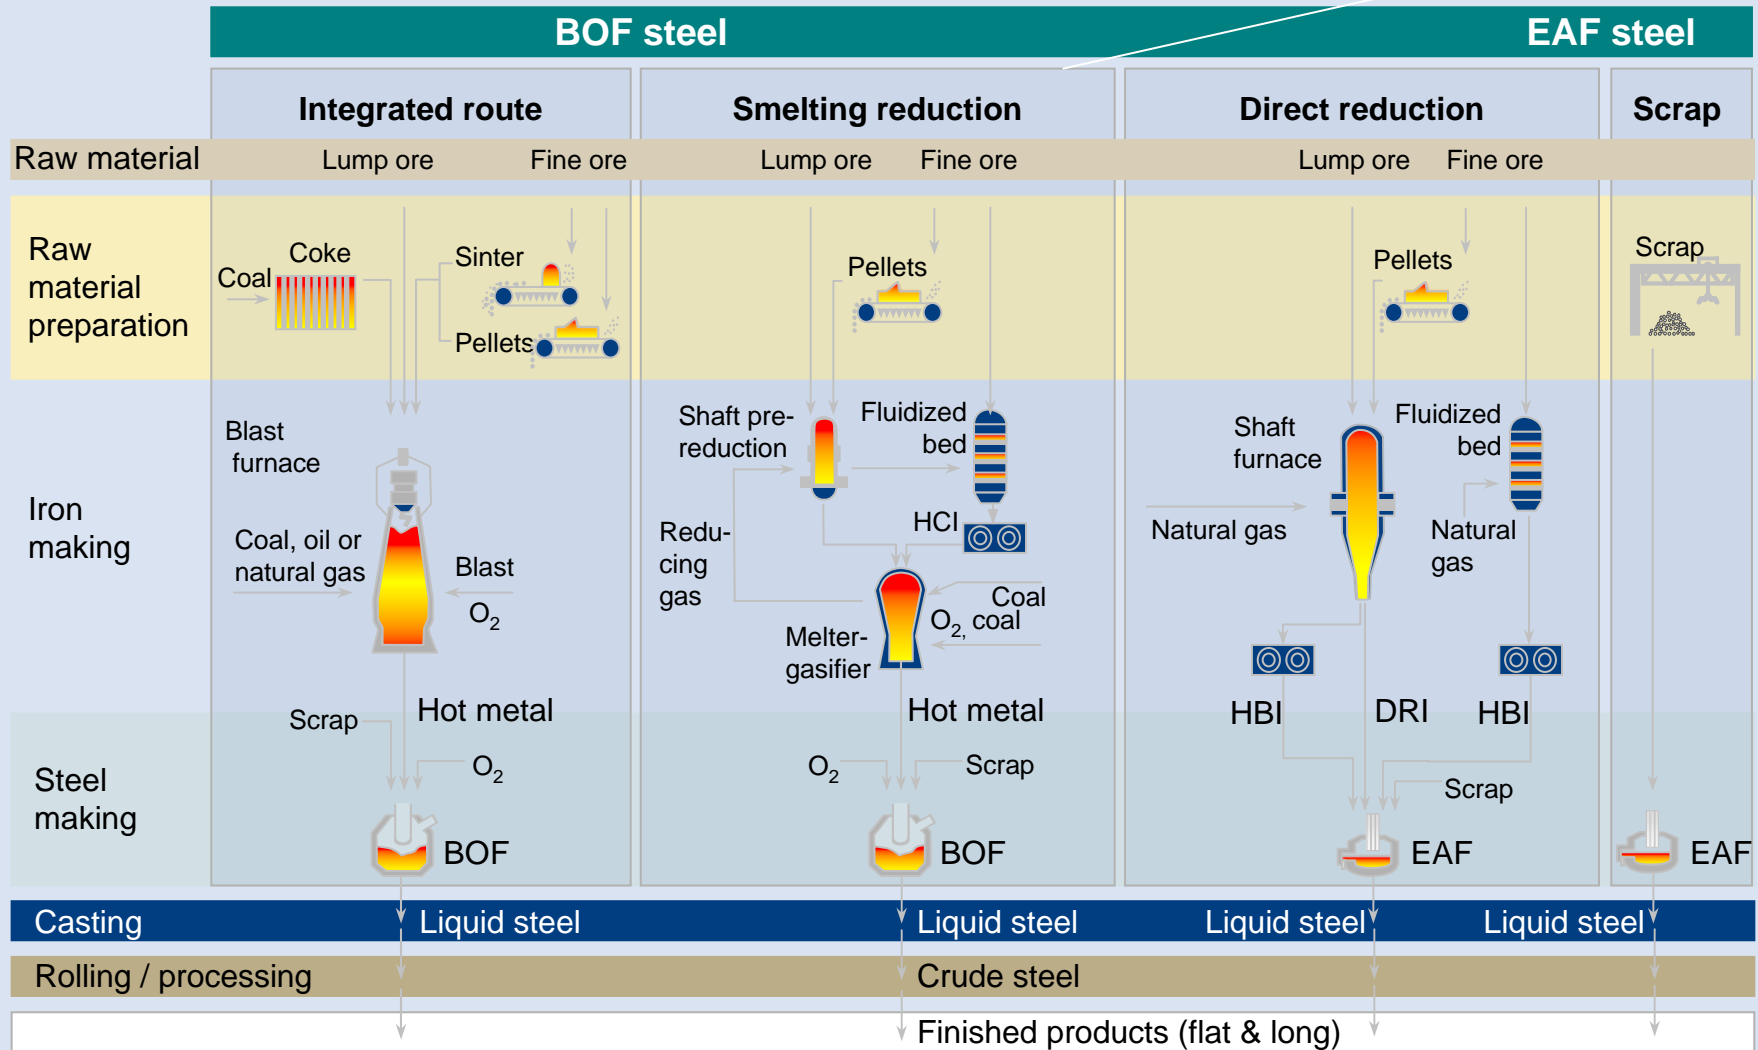 BOF steel
EAF steel
Integrated route
Smelting reduction
Direct reduction
Scrap
Raw material
Lump ore
Fine ore
Lump ore
Fine ore
Lump ore
Fine ore
Raw
material
preparation
Coal
Coke
Sinter
Pellets
Pellets
Pellets
Scrap
Iron
making
Blast
furnace
Coal, oil or
natural gas
Blast
O2
Shaft pre-
reduction
Fluidized
bed
HCI
Redu-
cing
gas
Coal
O2, coal
Melter-
gasifier
Shaft
furnace
Natural gas
Fluidized
bed
Natural
gas
Hot metal
Hot metal
HBI
DRI
HBI
Steel
making
Scrap
O2
BOF
O2
Scrap
BOF
Scrap
EAF
EAF
Casting
Liquid steel
Liquid steel
Liquid steel
Liquid steel
Rolling / processing
Crude steel
Finished products (flat & long)